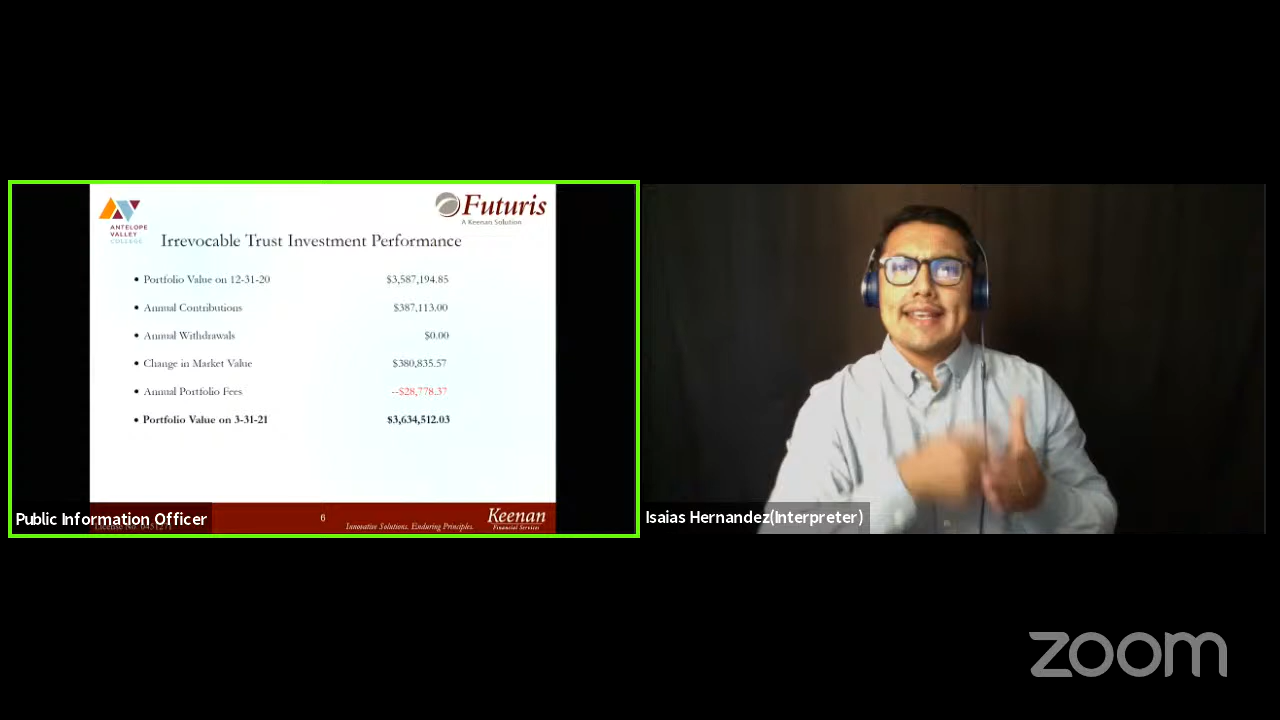 ANTELOPE
VALLEY
COLLEGE
Futuris
A Keenan Solution
Irrevocable Trust Investment Performance
• Portfolio Value on 12-31-20 $3,587,194.85
• Annual Contributions $387,113.00
• Annual Withdrawals $0.00
• Change in Market Value $380,835.57
• Annual Portfolio Fees --$28,778.37
• Portfolio Value on 3-31-21 $3,634,512.03
License No. 0451271
6
Innovative Solutions. Enduring Principles.
Keenan
Financial Services
Public Information Officer
Isaias Hernandez(Interpreter)
zoom